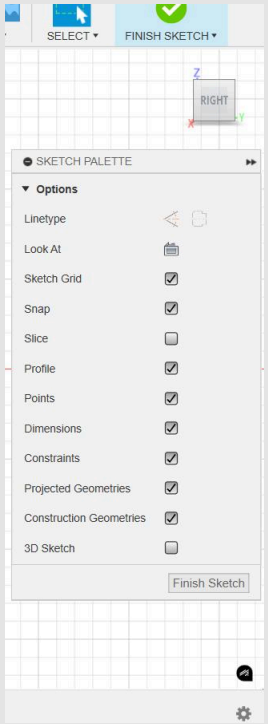 SELECT ▾ FINISH SKETCH ▾
Z
RIGHT
X Y
SKETCH PALETTE
Options
Linetype
Look At
Sketch Grid
Snap
Slice
Profile
Points
Dimensions
Constraints
Projected Geometries
Construction Geometries
3D Sketch
Finish Sketch